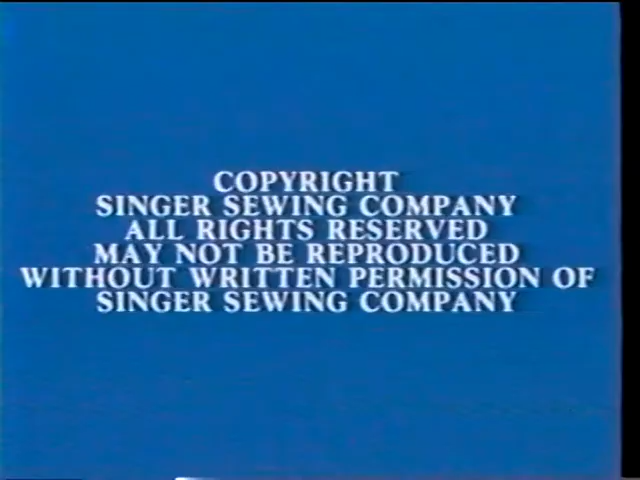 COPYRIGHT
SINGER SEWING COMPANY
ALL RIGHTS RESERVED
MAY NOT BE REPRODUCED
WITHOUT WRITTEN PERMISSION OF
SINGER SEWING COMPANY